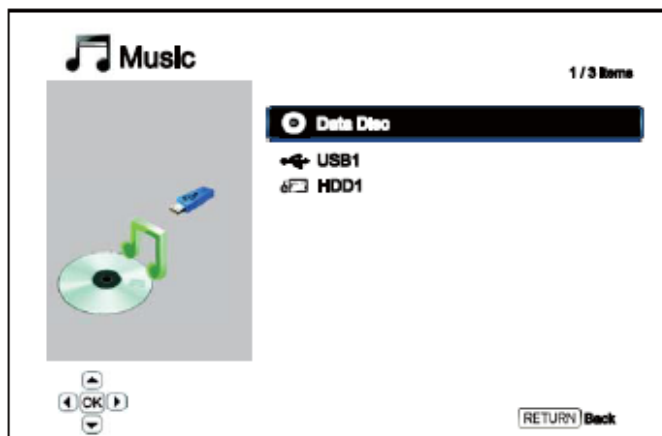 Music
1 / 3 Items
Data Disc
USB1
HDD1
OK
RETURN Back